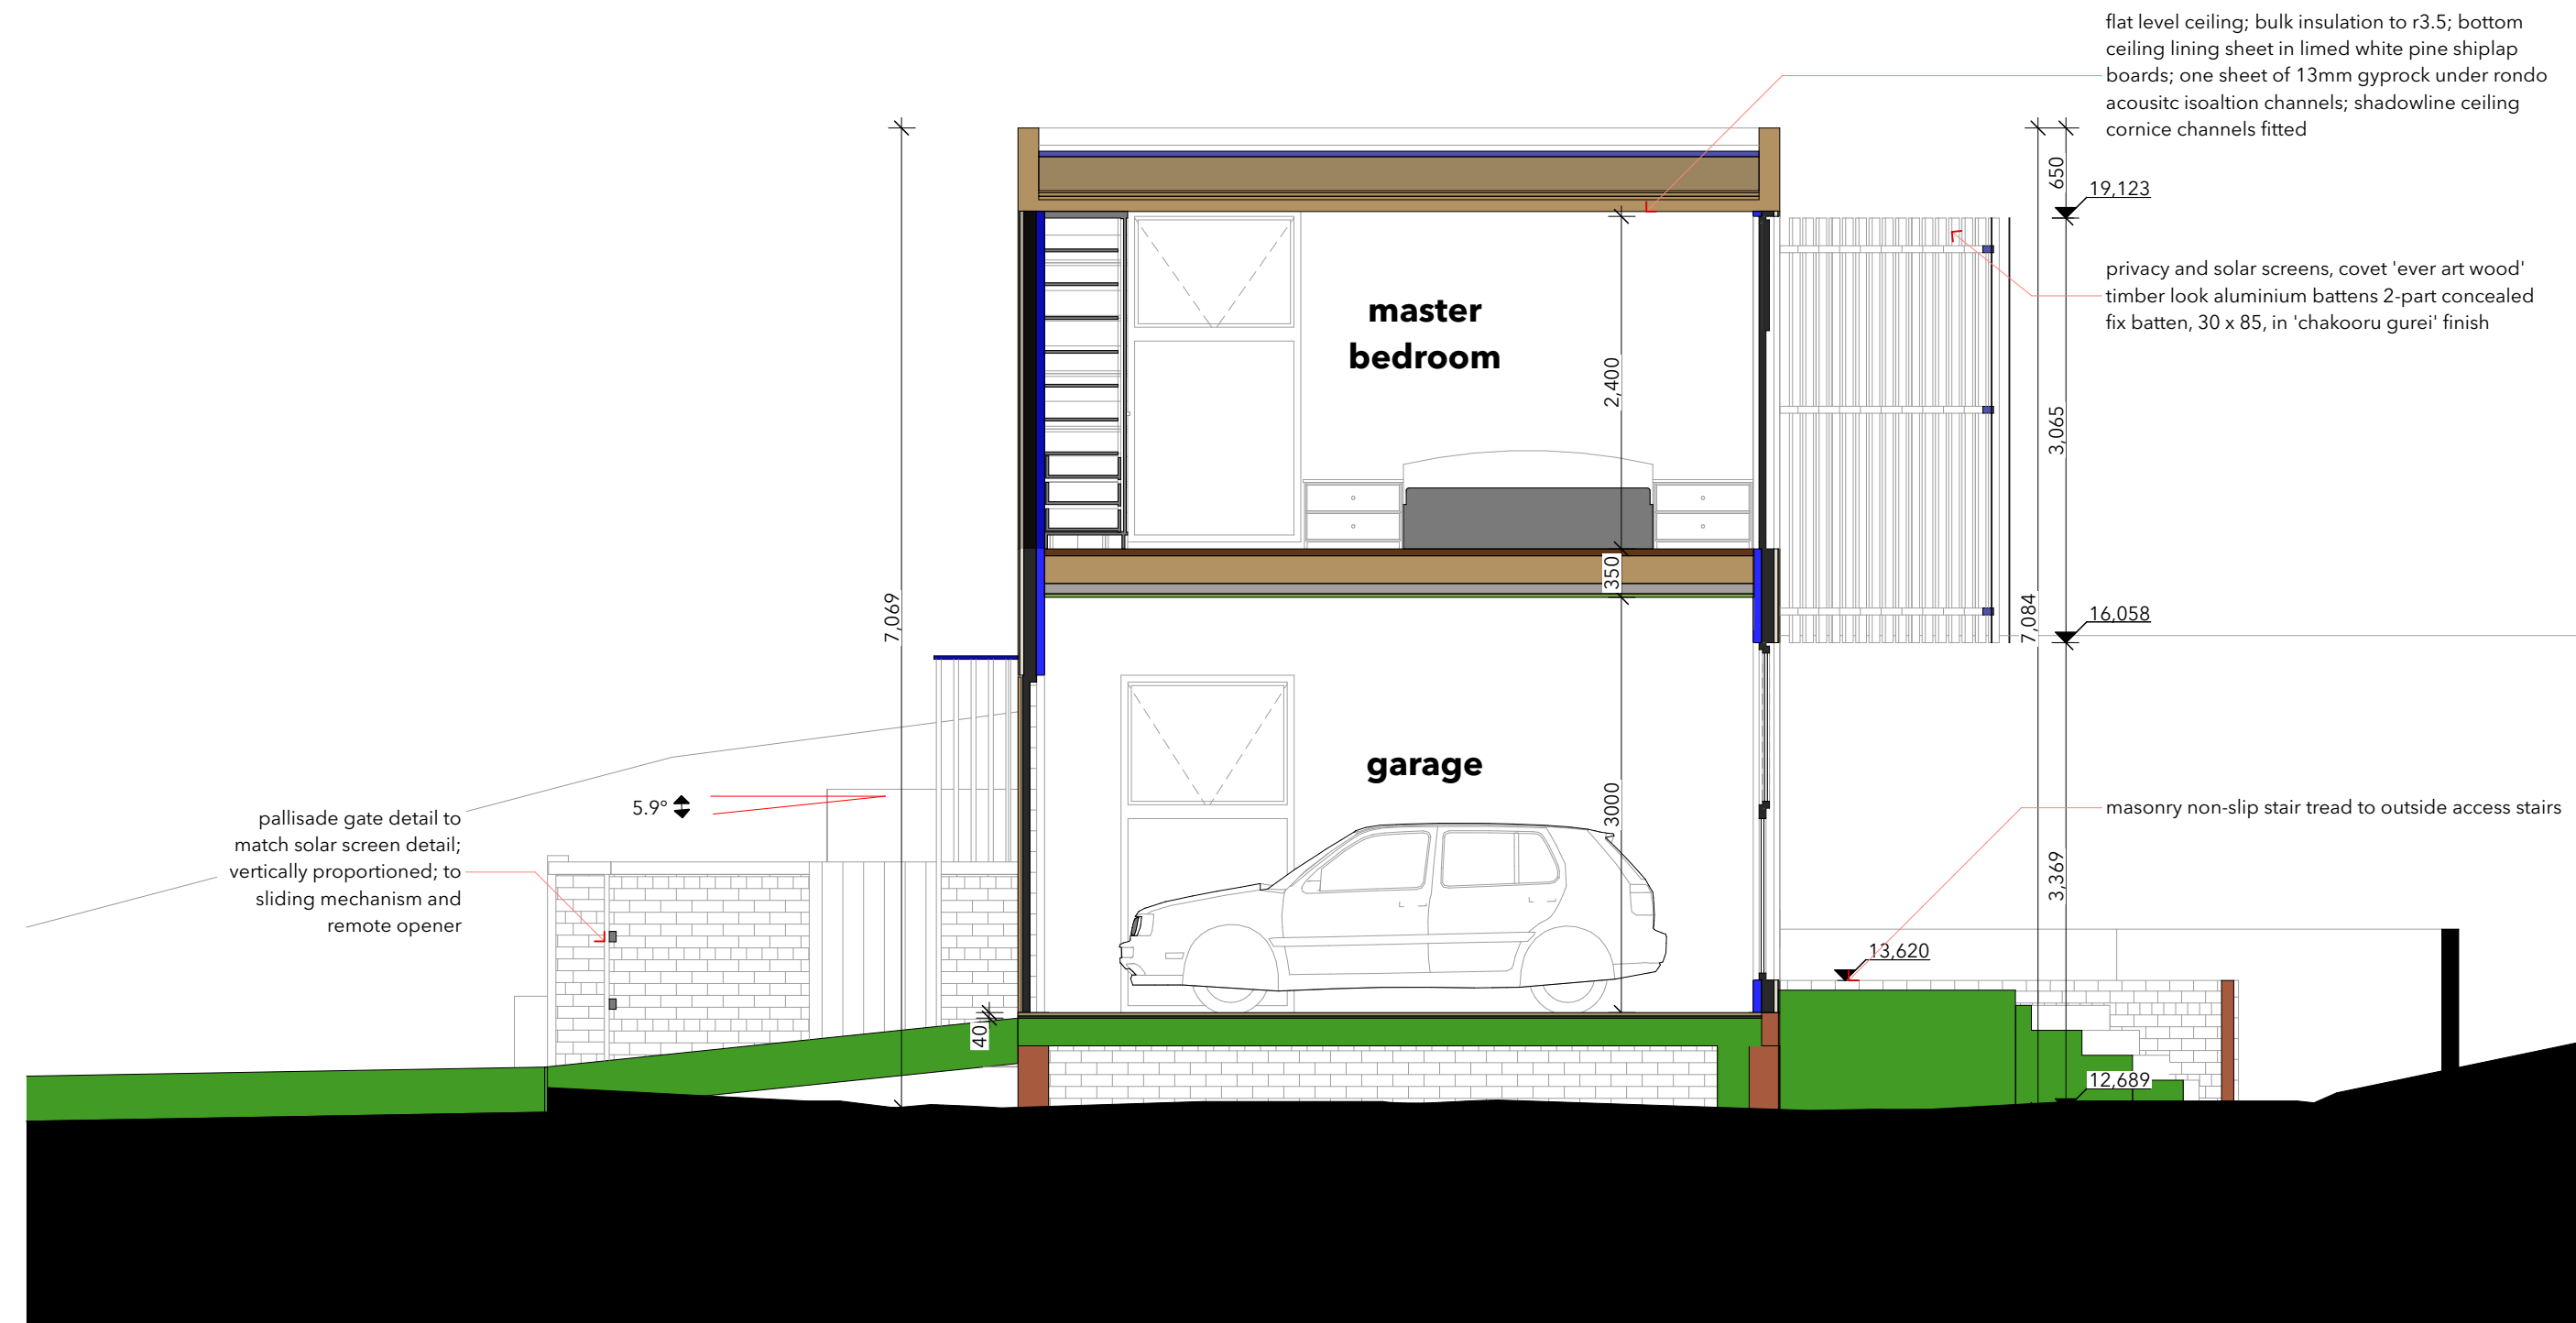 flat level ceiling; bulk insulation to r3.5; bottom
ceiling lining sheet in limed white pine shiplap
boards; one sheet of 13mm gyprock under rondo
acousitc isoaltion channels; shadowline ceiling
cornice channels fitted
650
19,123
privacy and solar screens, covet 'ever art wood'
timber look aluminium battens 2-part concealed
fix batten, 30 x 85, in 'chakooru gurei' finish
master
bedroom
2,400
3,065
350
7,069
7,084
16,058
garage
3000
5.9°
pallisade gate detail to
match solar screen detail;
vertically proportioned; to
sliding mechanism and
remote opener
masonry non-slip stair tread to outside access stairs
3,369
13,620
40
12,689